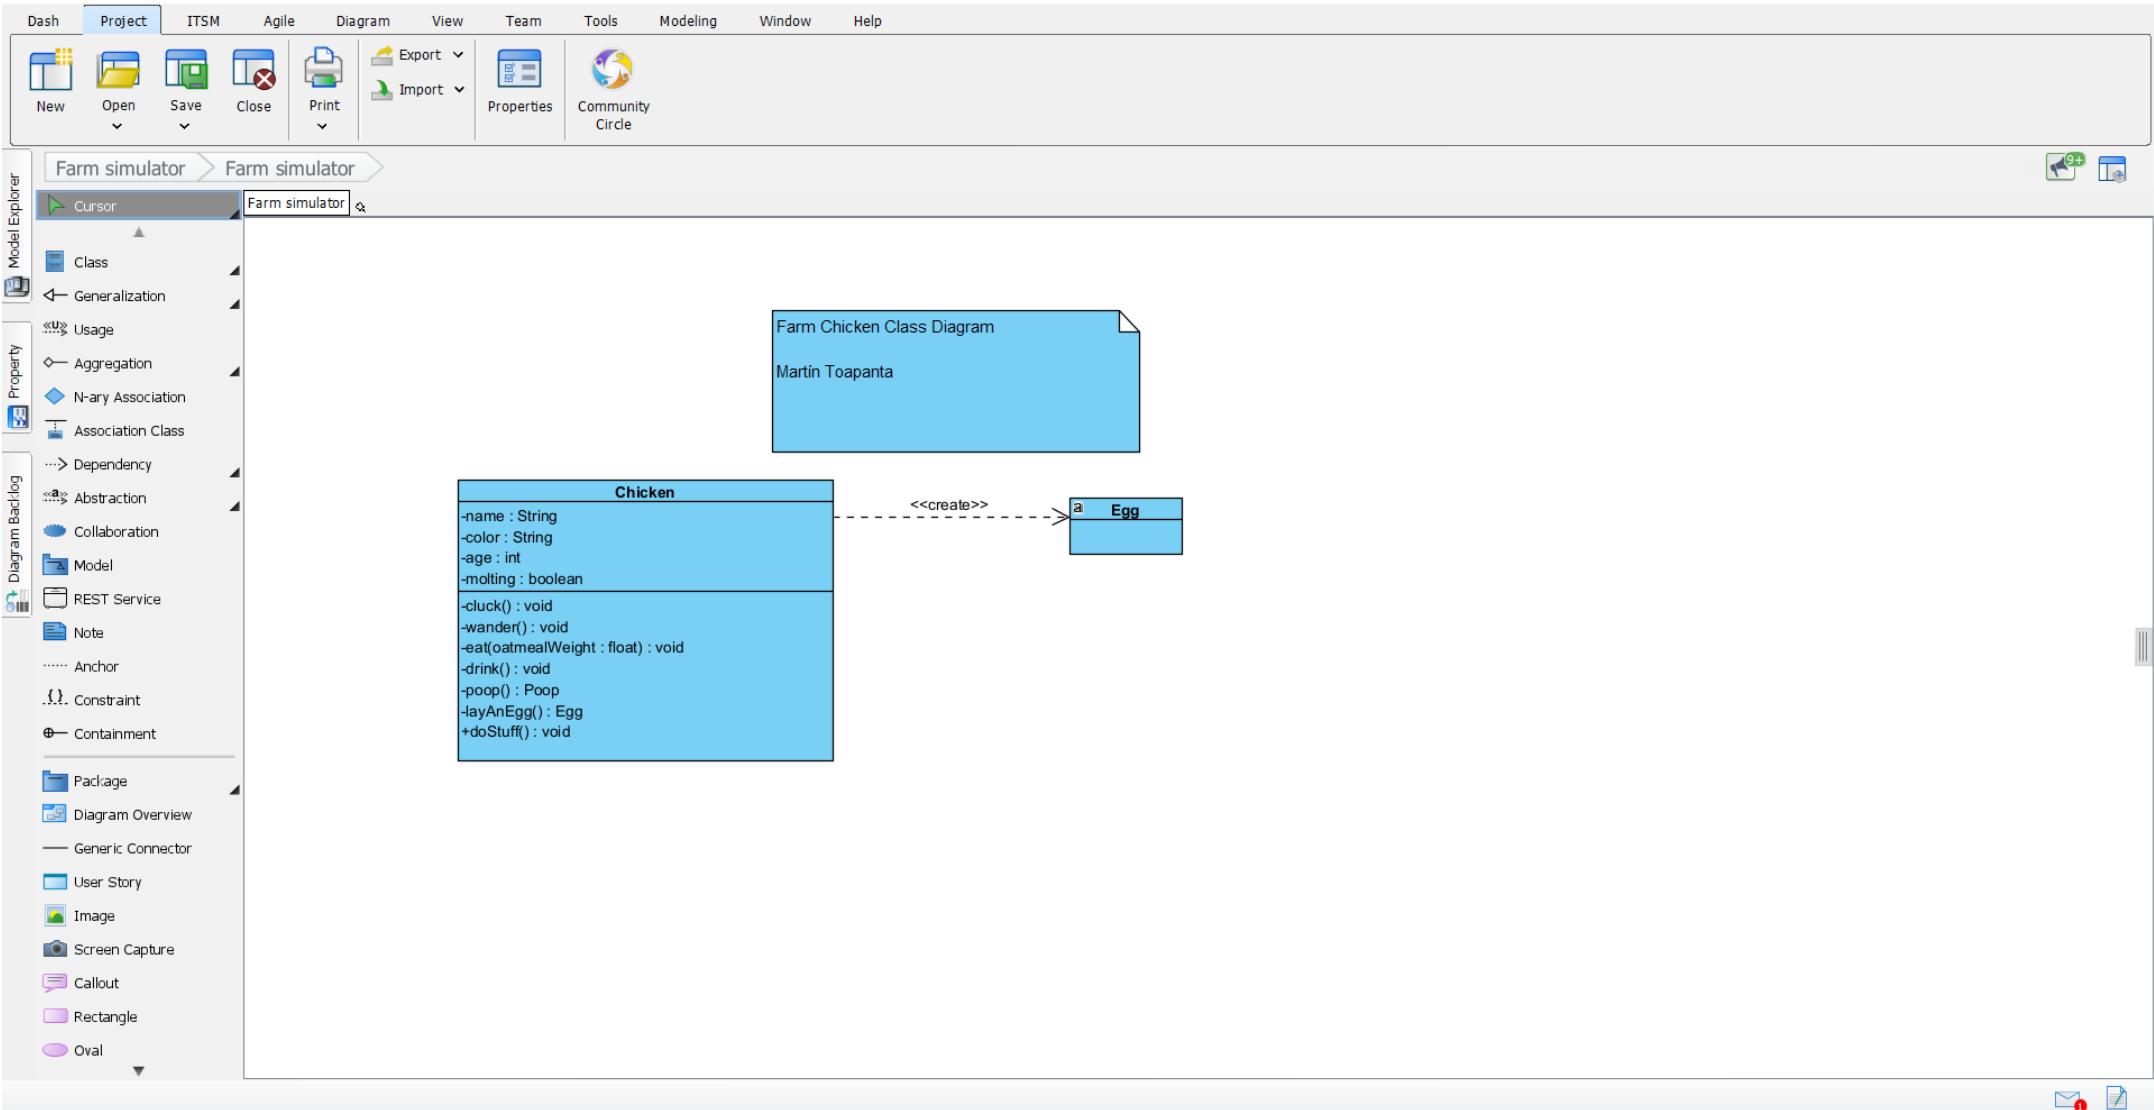 Dash Project ITSM Agile Diagram View Team Tools Modeling Window Help
New Open Save Close Print Export Import Properties Community Circle
Farm simulator Farm simulator
9+
Model Explorer
Property
Diagram Backlog
Cursor
Farm simulator
Class
Generalization
«U» Usage
Aggregation
N-ary Association
Association Class
Dependency
«a» Abstraction
Collaboration
Model
REST Service
Note
Anchor
{} Constraint
Containment
Package
Diagram Overview
Generic Connector
User Story
Image
Screen Capture
Callout
Rectangle
Oval
Farm Chicken Class Diagram
Martín Toapanta
Chicken
-name : String
-color : String
-age : int
-molting : boolean
-cluck() : void
-wander() : void
-eat(oatmealWeight : float) : void
-drink() : void
-poop() : Poop
-layAnEgg() : Egg
+doStuff() : void
<<create>>
a Egg
1